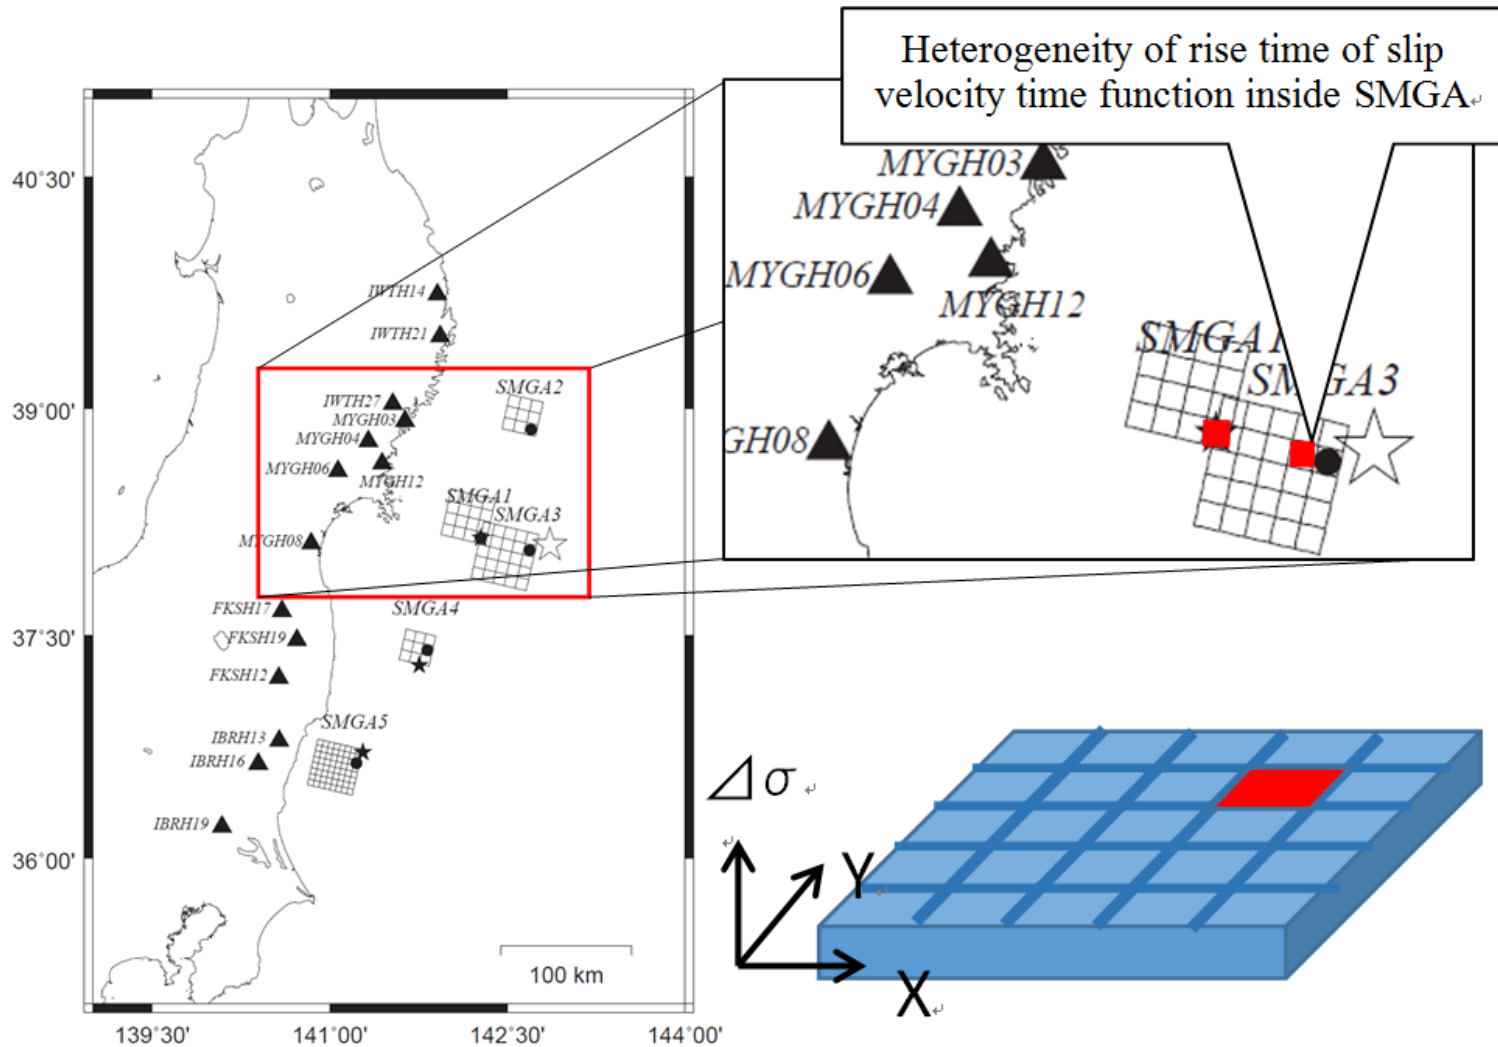 Heterogeneity of rise time of slip
velocity time function inside SMGA
40°30'
39°00'
37°30'
36°00'
139°30'
141°00'
142°30'
144°00'
IWTH14
IWTH21
IWTH27
MYGH03
MYGH04
MYGH06
MYGH12
MYGH08
SMGA2
SMGA1
SMGA3
FKSH17
FKSH19
FKSH12
SMGA4
SMGA5
IBRH13
IBRH16
IBRH19
100 km
MYGH03
MYGH04
MYGH06
MYGH12
GH08
SMGA1
SMGA3
⊿σ
Y
X